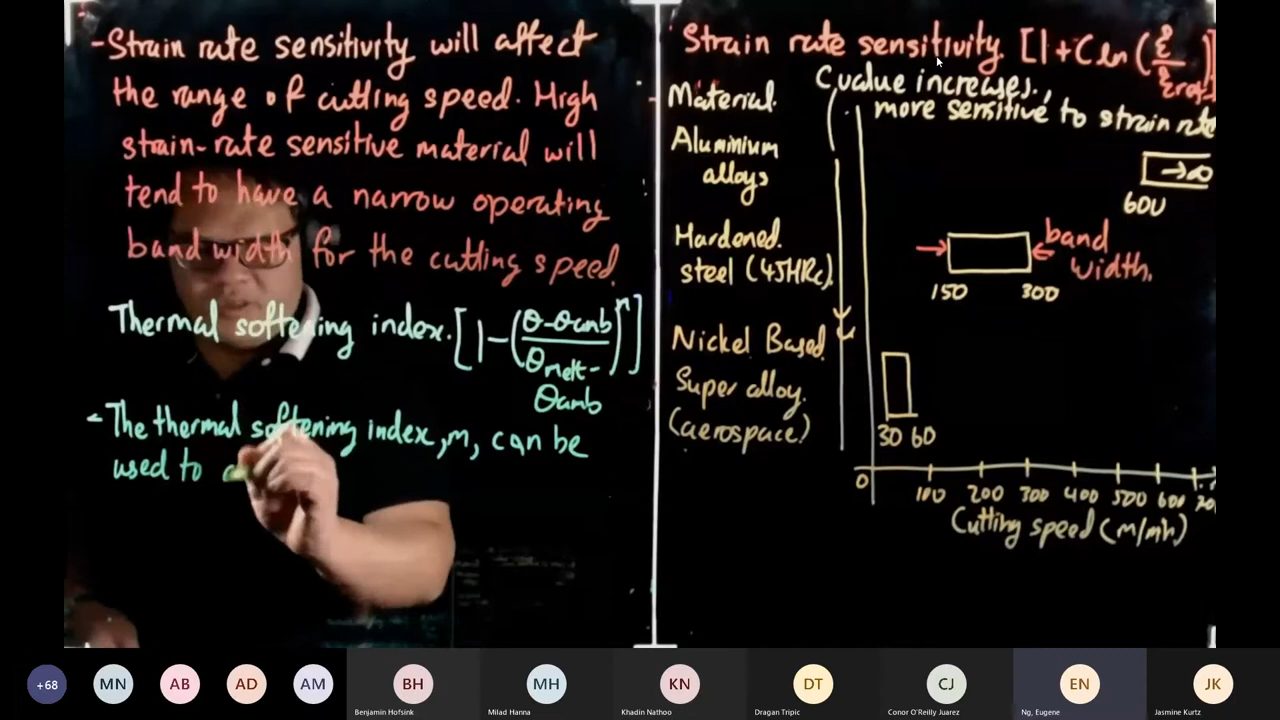 -Strain rate sensitivity will affect
the range of cutting speed. High
strain-rate sensitive material will
tend to have a narrow operating
band width for the cutting speed.
Thermal softening index. [1-(θ-θamb/θmelt-θamb)^n]
- The thermal softening index, m, can be
used to
Strain rate sensitivity. [1+C ln(ε̇/ε̇ref)]
C value increases,
more sensitive to strain rate
Material.
Aluminium
alloys
600
→∞
Hardened
steel (45HRc).
band
width.
150 300
Nickel Based
Super alloy.
(aerospace)
30 60
0 100 200 300 400 500 600 70
Cutting speed (m/min)
+68 MN AB AD AM BH MH KN DT CJ EN JK
Benjamin Hofsink Milad Hanna Khadin Nathoo Dragan Tripic Conor O'Reilly Juarez Ng, Eugene Jasmine Kurtz